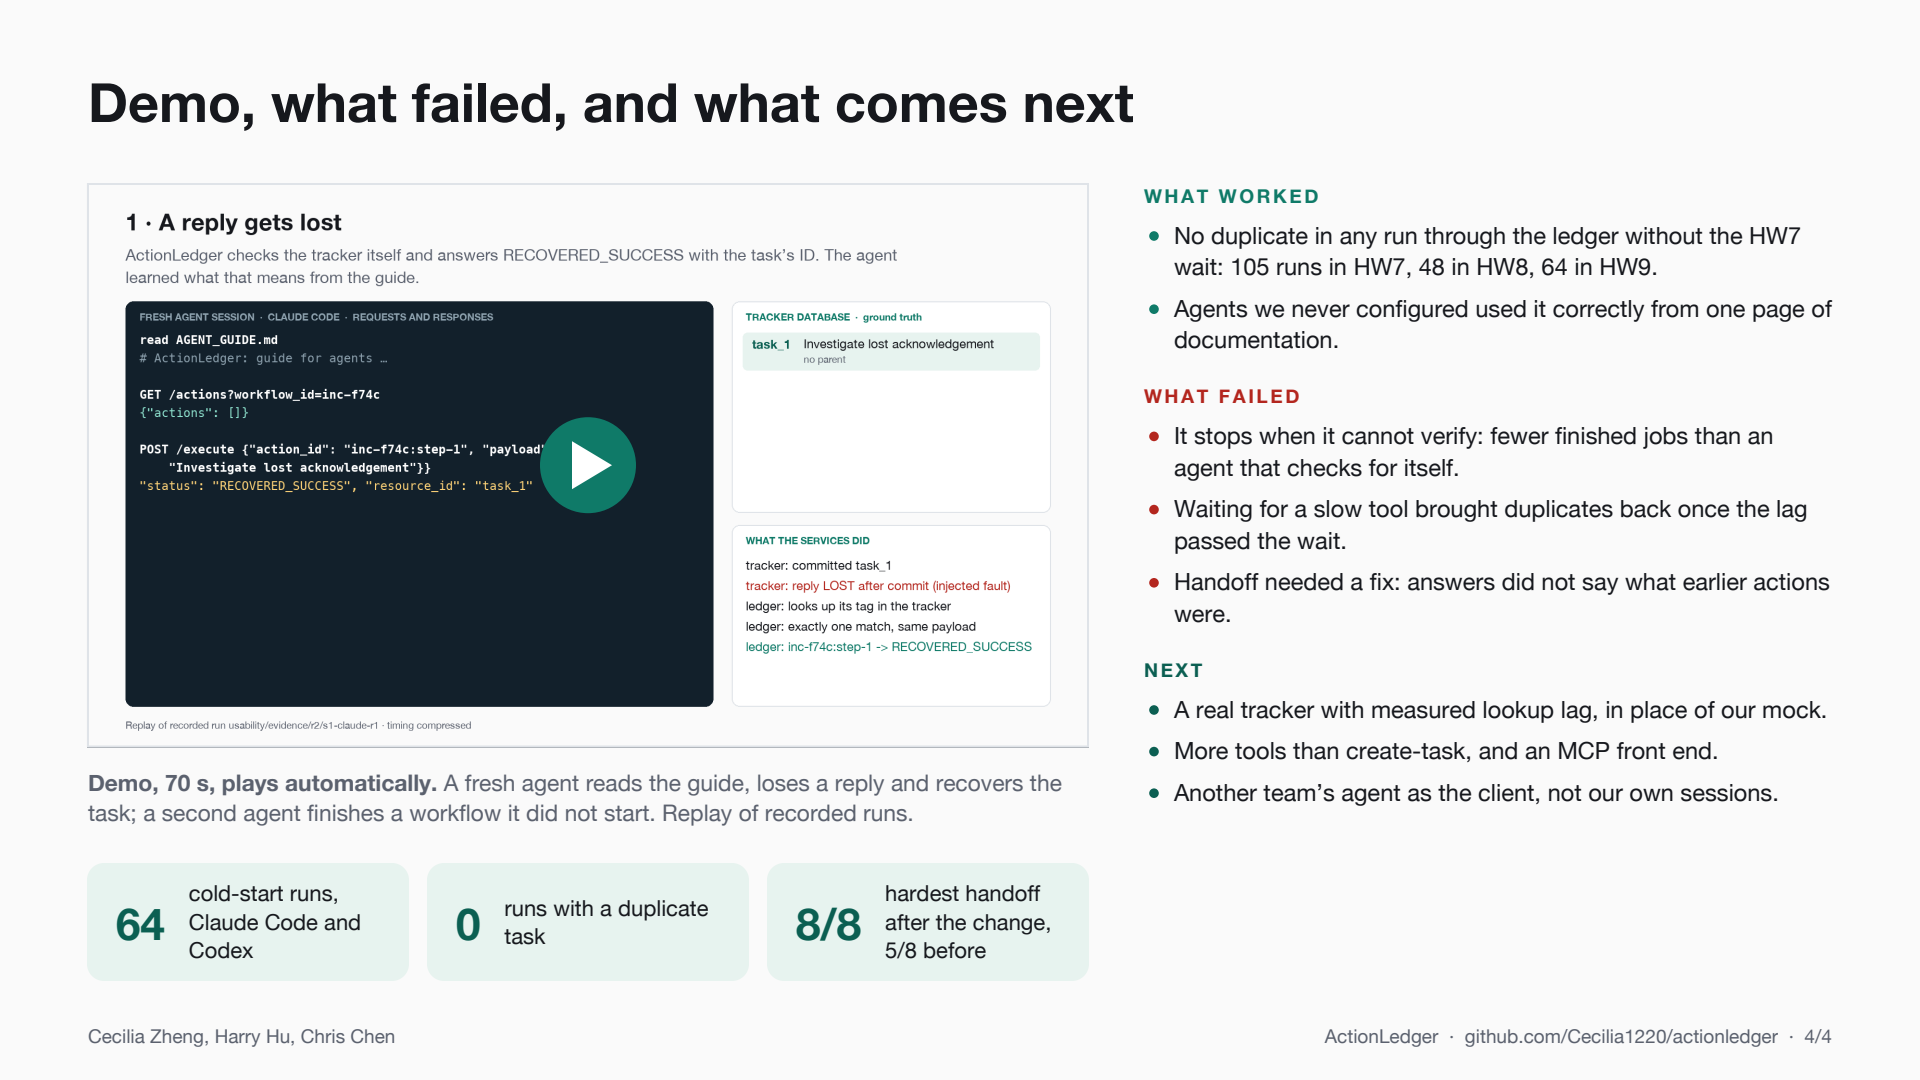 Demo, what failed, and what comes next
1 · A reply gets lost
ActionLedger checks the tracker itself and answers RECOVERED_SUCCESS with the task's ID. The agent
learned what that means from the guide.
FRESH AGENT SESSION · CLAUDE CODE · REQUESTS AND RESPONSES
read AGENT_GUIDE.md
# ActionLedger: guide for agents …
GET /actions?workflow_id=inc-f74c
{"actions": []}
POST /execute {"action_id": "inc-f74c:step-1", "payload"
"Investigate lost acknowledgement"}}
"status": "RECOVERED_SUCCESS", "resource_id": "task_1"
TRACKER DATABASE · ground truth
task_1 Investigate lost acknowledgement
no parent
WHAT THE SERVICES DID
tracker: committed task_1
tracker: reply LOST after commit (injected fault)
ledger: looks up its tag in the tracker
ledger: exactly one match, same payload
ledger: inc-f74c:step-1 -> RECOVERED_SUCCESS
Replay of recorded run usability/evidence/r2/s1-claude-r1 · timing compressed
Demo, 70 s, plays automatically. A fresh agent reads the guide, loses a reply and recovers the
task; a second agent finishes a workflow it did not start. Replay of recorded runs.
64 cold-start runs,
Claude Code and
Codex
0 runs with a duplicate
task
8/8 hardest handoff
after the change,
5/8 before
WHAT WORKED
• No duplicate in any run through the ledger without the HW7
wait: 105 runs in HW7, 48 in HW8, 64 in HW9.
• Agents we never configured used it correctly from one page of
documentation.
WHAT FAILED
• It stops when it cannot verify: fewer finished jobs than an
agent that checks for itself.
• Waiting for a slow tool brought duplicates back once the lag
passed the wait.
• Handoff needed a fix: answers did not say what earlier actions
were.
NEXT
• A real tracker with measured lookup lag, in place of our mock.
• More tools than create-task, and an MCP front end.
• Another team's agent as the client, not our own sessions.
Cecilia Zheng, Harry Hu, Chris Chen
ActionLedger · github.com/Cecilia1220/actionledger · 4/4